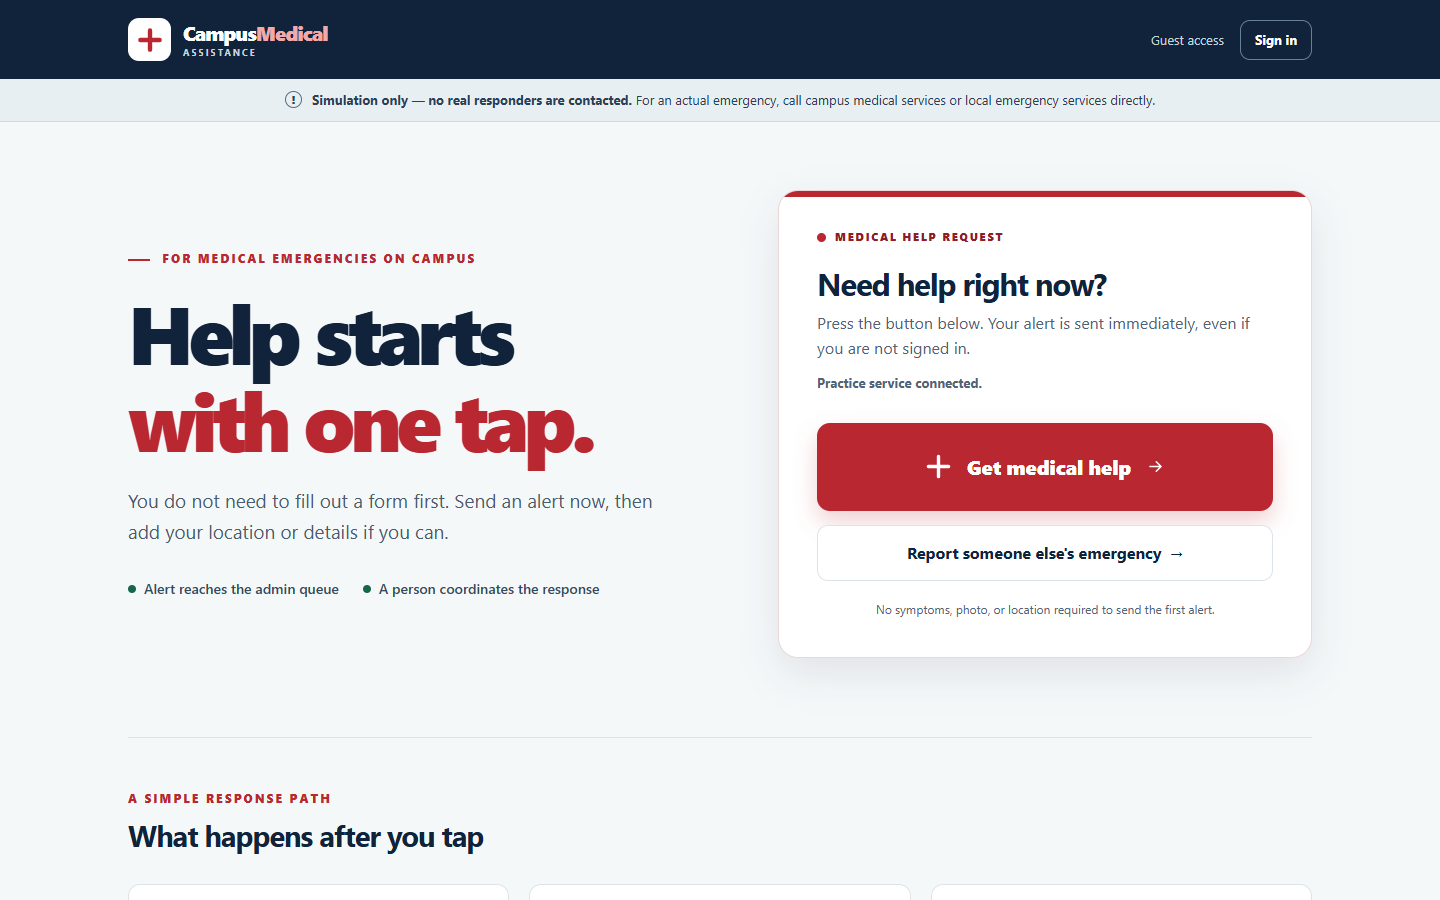 CampusMedical
ASSISTANCE
Guest access
Sign in
Simulation only — no real responders are contacted. For an actual emergency, call campus medical services or local emergency services directly.
FOR MEDICAL EMERGENCIES ON CAMPUS
Help starts
with one tap.
You do not need to fill out a form first. Send an alert now, then
add your location or details if you can.
Alert reaches the admin queue
A person coordinates the response
MEDICAL HELP REQUEST
Need help right now?
Press the button below. Your alert is sent immediately, even if
you are not signed in.
Practice service connected.
Get medical help →
Report someone else's emergency →
No symptoms, photo, or location required to send the first alert.
A SIMPLE RESPONSE PATH
What happens after you tap